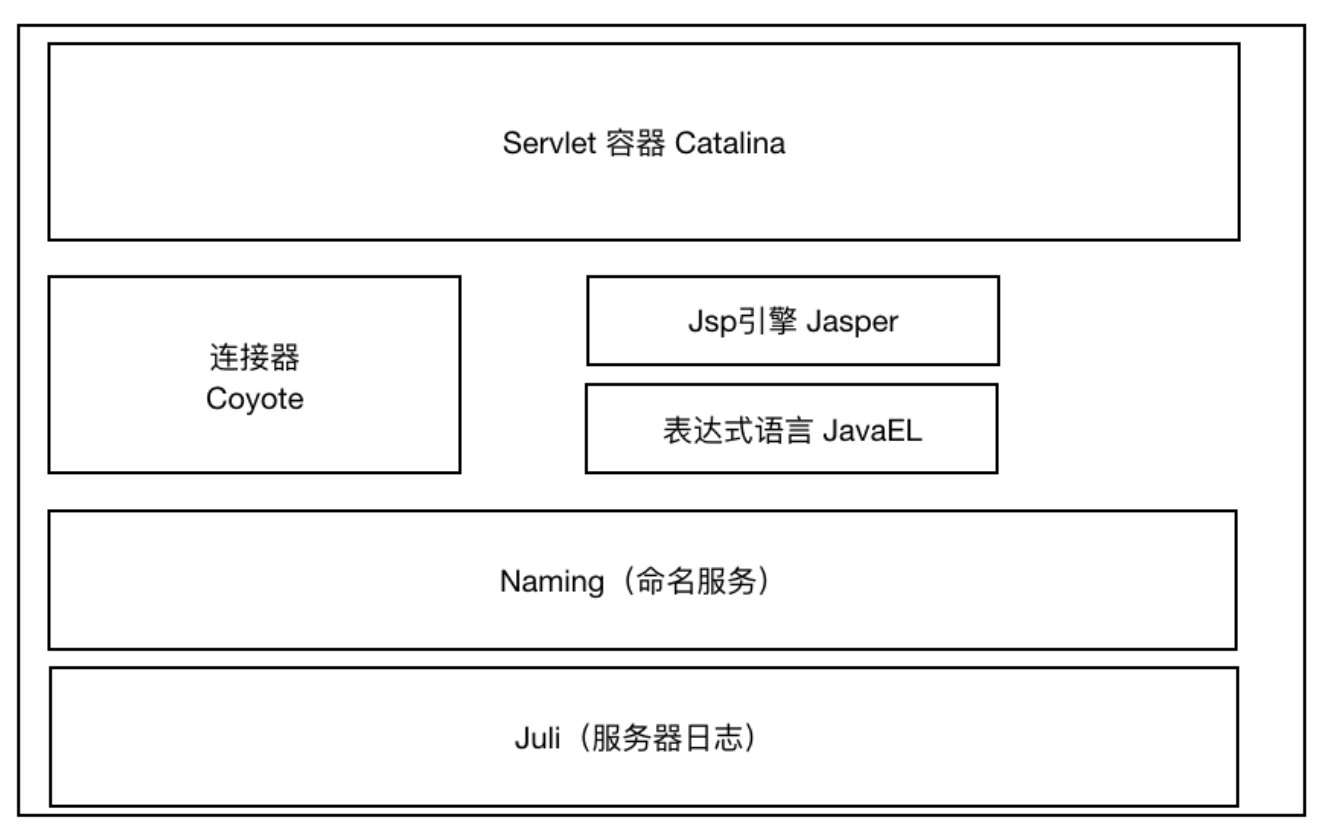 Servlet 容器 Catalina
连接器
Coyote
Jsp引擎 Jasper
表达式语言 JavaEL
Naming（命名服务）
Juli（服务器日志）